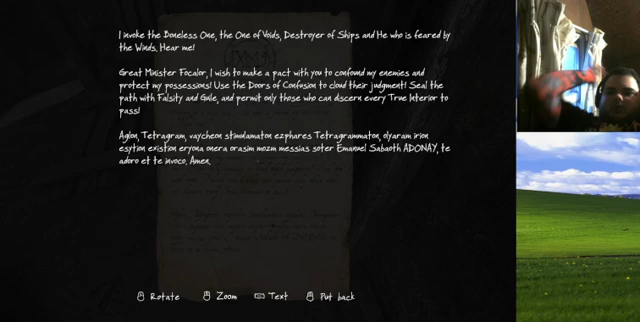 I invoke the Boneless One, the One of Voids, Destroyer of Ships and He who is feared by
the Winds. Hear me!
Great Minister Focalor, I wish to make a pact with you to confound my enemies and
protect my possessions! Use the Doors of Confusion to cloud their judgment! Seal the
path with Falsity and Guile, and permit only those who can discern every True Interior to
pass!
Aglon, Tetragram, vaycheon stimulamaton ezphares Tetragrammaton, olyaram irion
esytion existion eryona onera orasim mozm messias soter Emanuel Sabaoth ADONAY, te
adoro et te invoco. Amen.
Rotate Zoom Text Put back